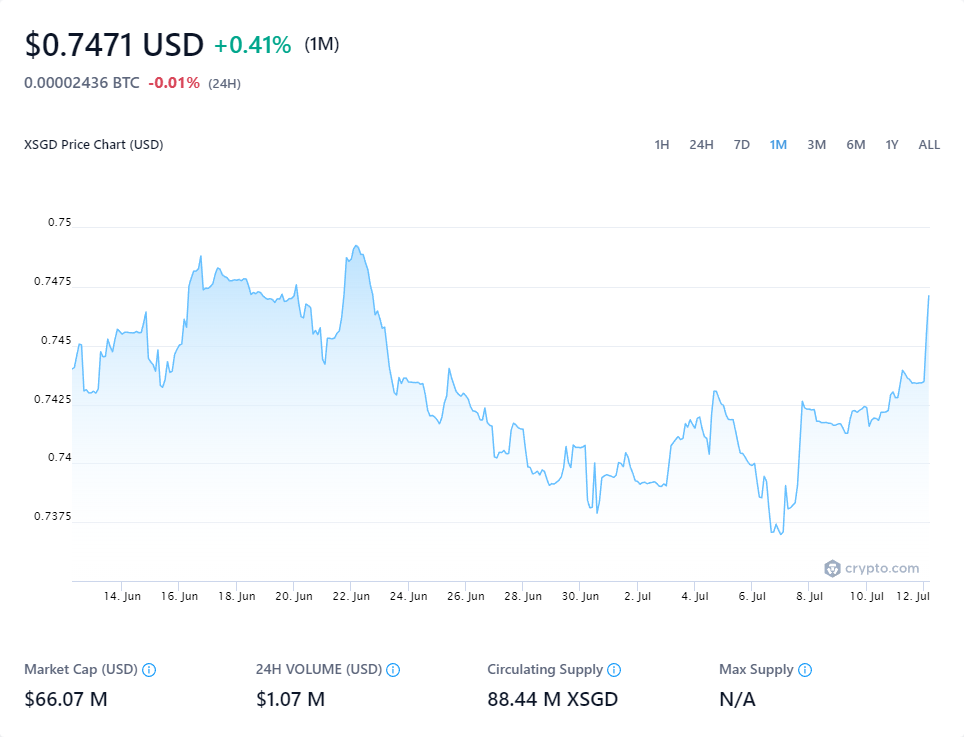 $0.7471 USD +0.41% (1M)
0.00002436 BTC -0.01% (24H)
XSGD Price Chart (USD) 1H 24H 7D 1M 3M 6M 1Y ALL
0.75
0.7475
0.745
0.7425
0.74
0.7375
crypto.com
14. Jun 16. Jun 18. Jun 20. Jun 22. Jun 24. Jun 26. Jun 28. Jun 30. Jun 2. Jul 4. Jul 6. Jul 8. Jul 10. Jul 12. Jul
Market Cap (USD) 24H VOLUME (USD) Circulating Supply Max Supply
$66.07 M $1.07 M 88.44 M XSGD N/A